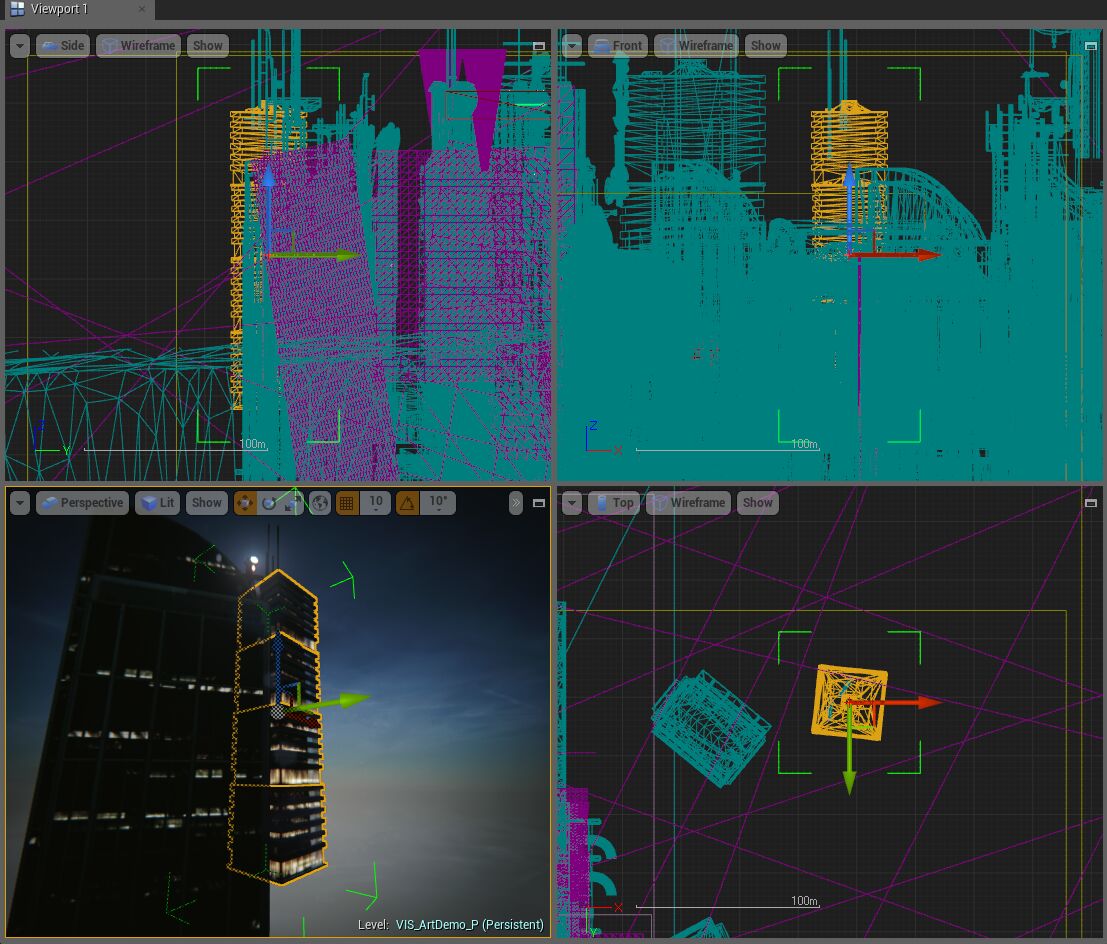 Viewport 1
Side Wireframe Show
Front Wireframe Show
100m
Y
100m
Z
X
Perspective Lit Show 10 10°
Top Wireframe Show
Level: VIS_ArtDemo_P (Persistent)
100m
X
Y